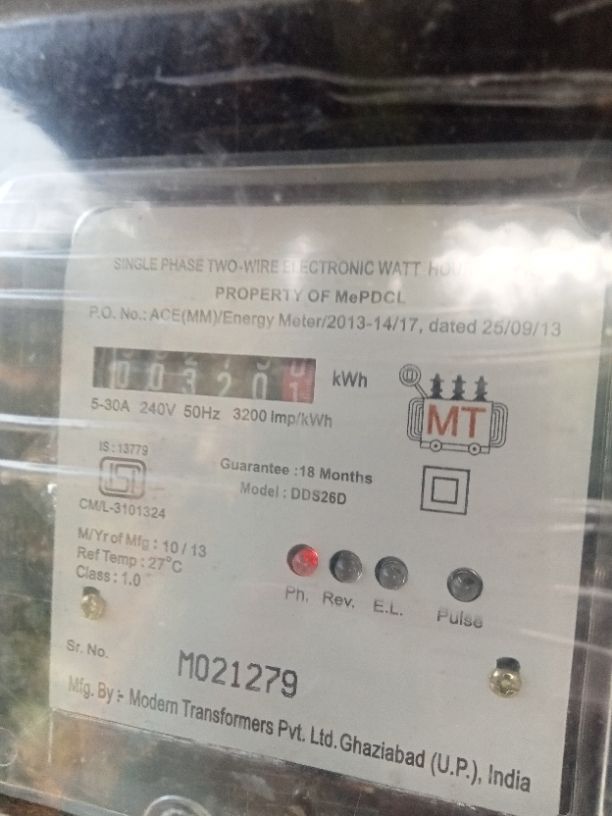 SINGLE PHASE TWO-WIRE ELECTRONIC WATT
PROPERTY OF MePDCL
P.O. No.: ACE(MM)/Energy Meter/2013-14/17, dated 25/09/13
003201 kWh
5-30A 240V 50Hz 3200 Imp/kWh
MT
IS : 13779
ISI
CM/L-3101324
Guarantee :18 Months
Model : DDS26D
M/Yr of Mfg : 10 / 13
Ref Temp : 27°C
Class : 1.0
Ph. Rev. E.L. Pulse
Sr. No. M021279
Mfg. By :- Modern Transformers Pvt. Ltd. Ghaziabad (U.P.), India